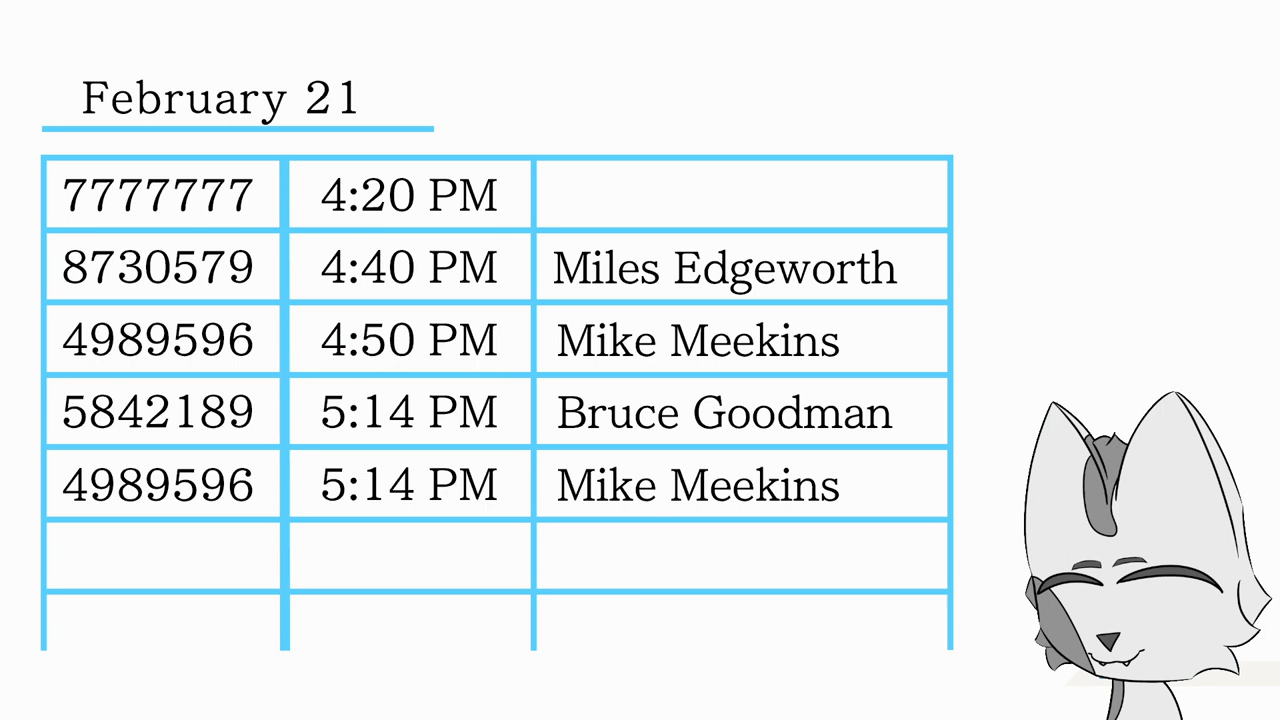 February 21
7777777 4:20 PM
8730579 4:40 PM Miles Edgeworth
4989596 4:50 PM Mike Meekins
5842189 5:14 PM Bruce Goodman
4989596 5:14 PM Mike Meekins